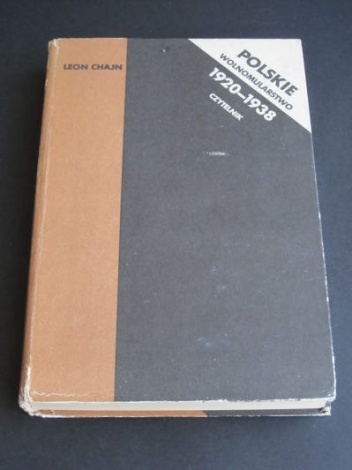 LEON CHAJN
POLSKIE
WOLNOMULARSTWO
1920–1938
CZYTELNIK